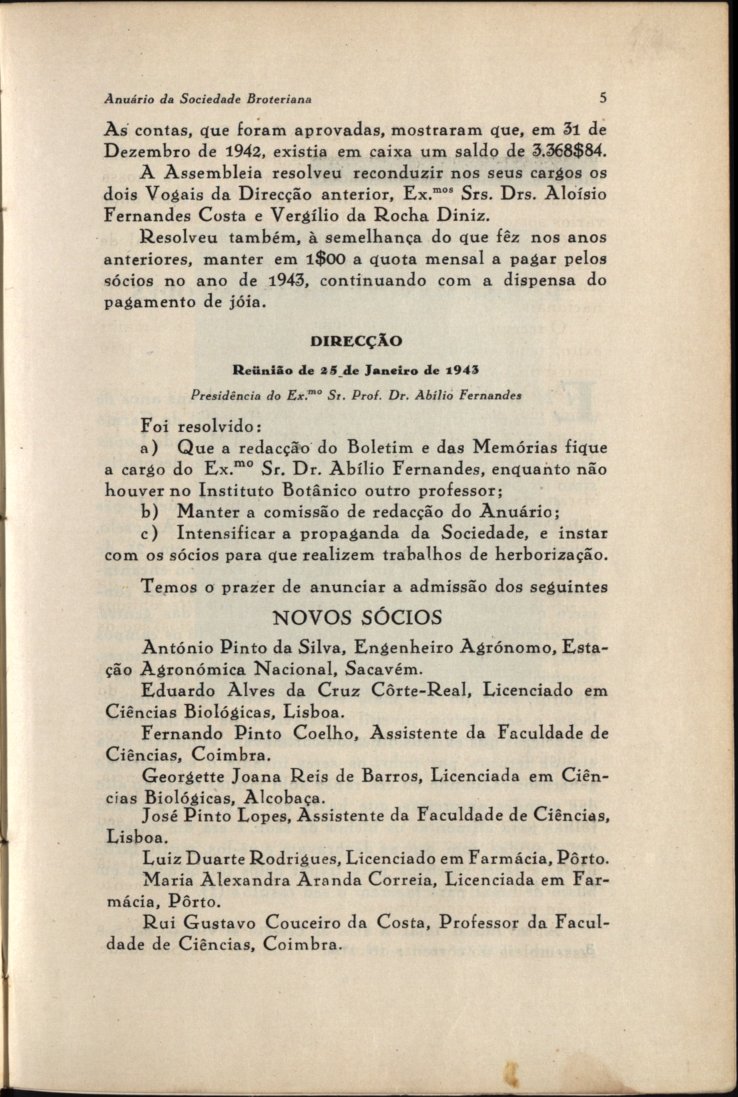 Anuário da Sociedade Broteriana 5
As contas, que foram aprovadas, mostraram que, em 31 de
Dezembro de 1942, existia em caixa um saldo de 3.368$84.
A Assembleia resolveu reconduzir nos seus cargos os
dois Vogais da Direcção anterior, Ex.mos Srs. Drs. Aloísio
Fernandes Costa e Vergílio da Rocha Diniz.
Resolveu também, à semelhança do que fêz nos anos
anteriores, manter em 1$00 a quota mensal a pagar pelos
sócios no ano de 1943, continuando com a dispensa do
pagamento de jóia.
DIRECÇÃO
Reünião de 25 de Janeiro de 1943
Presidência do Ex.mo Sr. Prof. Dr. Abílio Fernandes
Foi resolvido:
a) Que a redacção do Boletim e das Memórias fique
a cargo do Ex.mo Sr. Dr. Abílio Fernandes, enquanto não
houver no Instituto Botânico outro professor;
b) Manter a comissão de redacção do Anuário;
c) Intensificar a propaganda da Sociedade, e instar
com os sócios para que realizem trabalhos de herborização.
Temos o prazer de anunciar a admissão dos seguintes
NOVOS SÓCIOS
António Pinto da Silva, Engenheiro Agrónomo, Esta-
ção Agronómica Nacional, Sacavém.
Eduardo Alves da Cruz Côrte-Real, Licenciado em
Ciências Biológicas, Lisboa.
Fernando Pinto Coelho, Assistente da Faculdade de
Ciências, Coimbra.
Georgette Joana Reis de Barros, Licenciada em Ciên-
cias Biológicas, Alcobaça.
José Pinto Lopes, Assistente da Faculdade de Ciências,
Lisboa.
Luiz Duarte Rodrigues, Licenciado em Farmácia, Pôrto.
Maria Alexandra Aranda Correia, Licenciada em Far-
mácia, Pôrto.
Rui Gustavo Couceiro da Costa, Professor da Facul-
dade de Ciências, Coimbra.